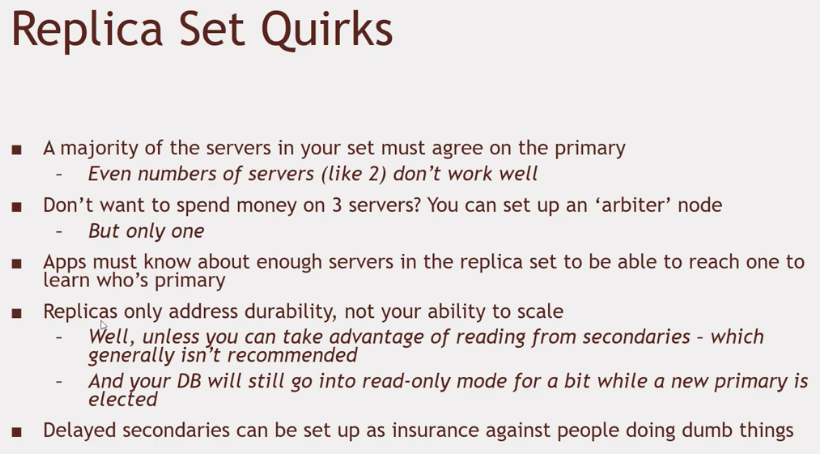 Replica Set Quirks
■ A majority of the servers in your set must agree on the primary
– Even numbers of servers (like 2) don’t work well
■ Don’t want to spend money on 3 servers? You can set up an ‘arbiter’ node
– But only one
■ Apps must know about enough servers in the replica set to be able to reach one to
learn who’s primary
■ Replicas only address durability, not your ability to scale
– Well, unless you can take advantage of reading from secondaries – which
generally isn’t recommended
– And your DB will still go into read-only mode for a bit while a new primary is
elected
■ Delayed secondaries can be set up as insurance against people doing dumb things